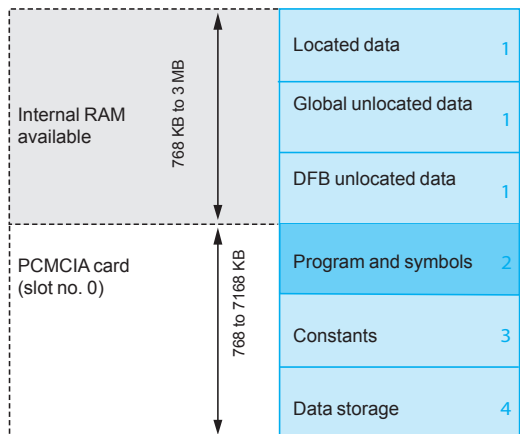 Located data 1
Internal RAM
available
768 KB to 3 MB
Global unlocated data
1
DFB unlocated data
1
PCMCIA card
(slot no. 0)
768 to 7168 KB
Program and symbols 2
Constants 3
Data storage 4